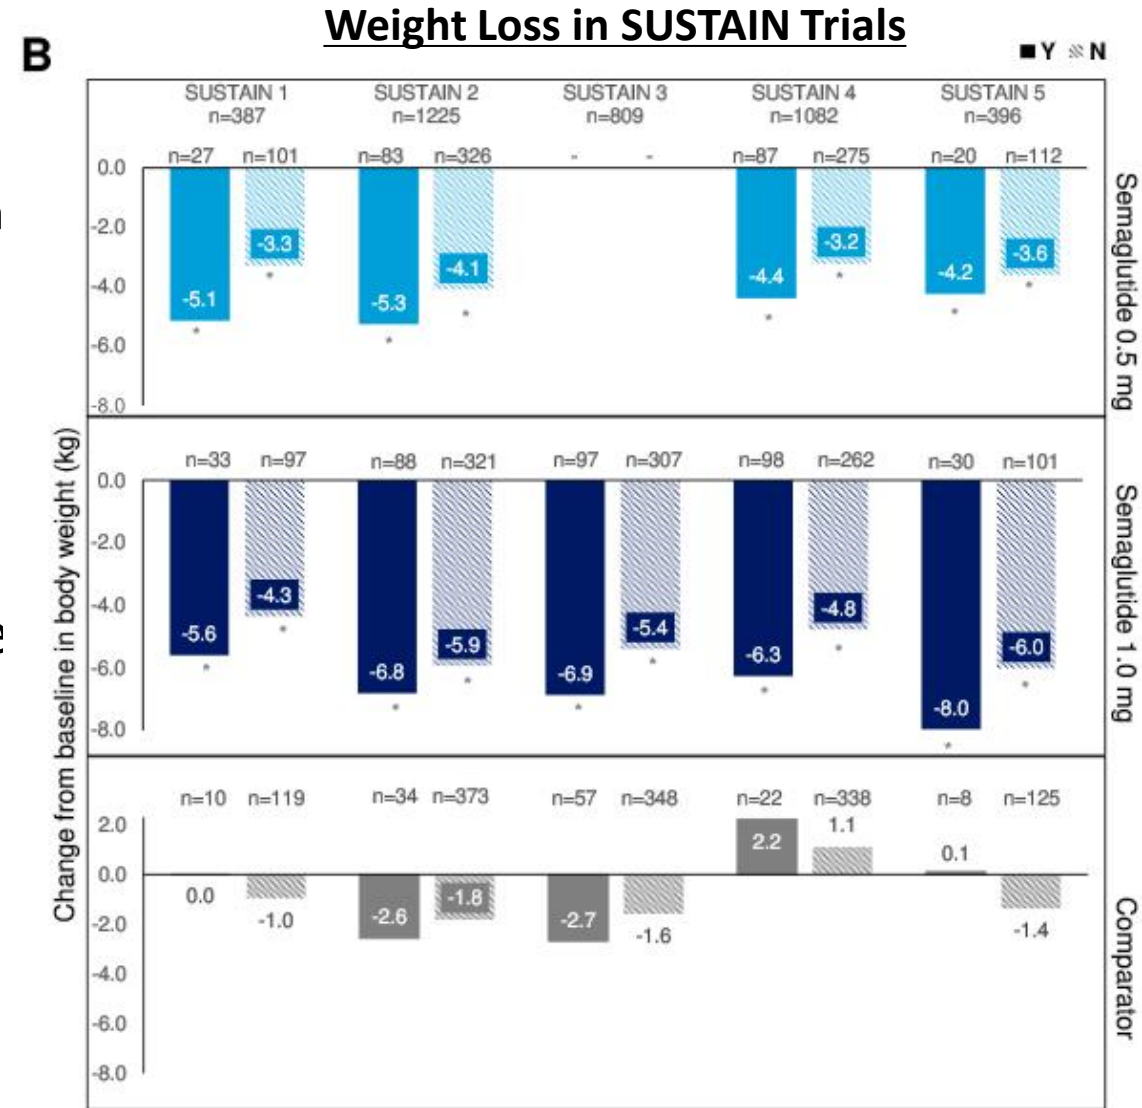 Weight Loss in SUSTAIN Trials
B
Y N
SUSTAIN 1 SUSTAIN 2 SUSTAIN 3 SUSTAIN 4 SUSTAIN 5
n=387 n=1225 n=809 n=1082 n=396
n=27 n=101 n=83 n=326 - - n=87 n=275 n=20 n=112
0.0
-2.0
-4.0
-6.0
-8.0
-5.1 -3.3 -5.3 -4.1 -4.4 -3.2 -4.2 -3.6
* * * * * * * *
Semaglutide 0.5 mg
Change from baseline in body weight (kg)
n=33 n=97 n=88 n=321 n=97 n=307 n=98 n=262 n=30 n=101
0.0
-2.0
-4.0
-6.0
-8.0
-5.6 -4.3 -6.8 -5.9 -6.9 -5.4 -6.3 -4.8 -8.0 -6.0
* * * * * * * * * *
Semaglutide 1.0 mg
n=10 n=119 n=34 n=373 n=57 n=348 n=22 n=338 n=8 n=125
2.0
0.0
-2.0
-4.0
-6.0
-8.0
0.0 -1.0 -2.6 -1.8 -2.7 -1.6 2.2 1.1 0.1 -1.4
Comparator